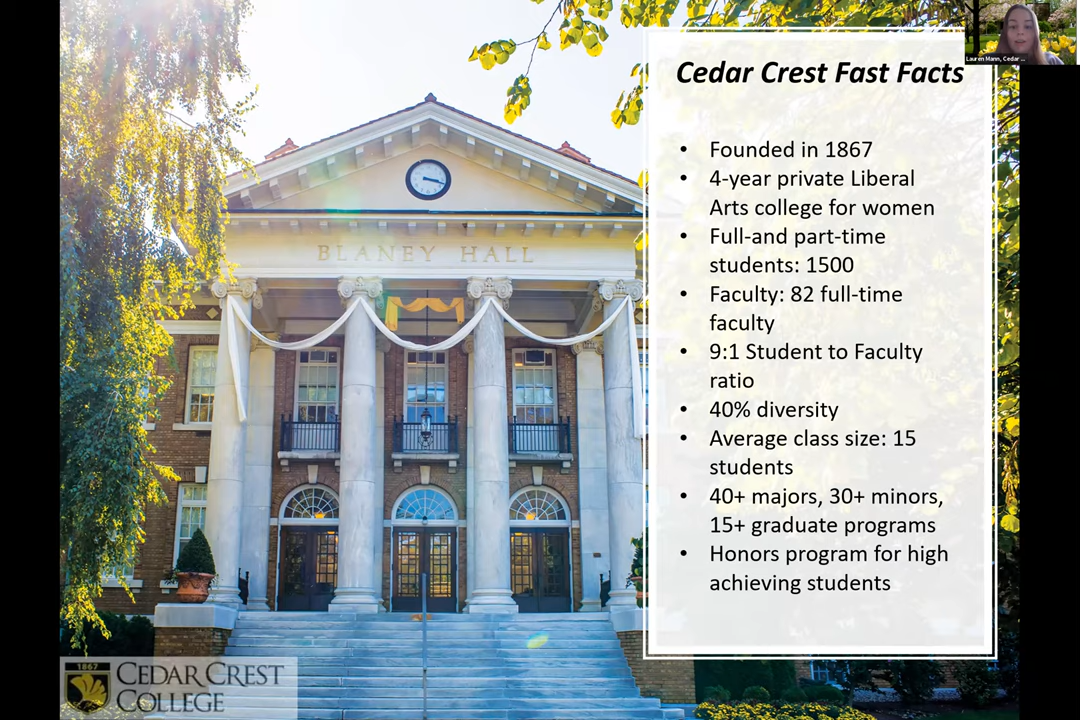 Lauren Mann, Cedar ...
Cedar Crest Fast Facts
• Founded in 1867
• 4-year private Liberal
Arts college for women
• Full-and part-time
students: 1500
• Faculty: 82 full-time
faculty
• 9:1 Student to Faculty
ratio
• 40% diversity
• Average class size: 15
students
• 40+ majors, 30+ minors,
15+ graduate programs
• Honors program for high
achieving students
BLANEY HALL
1867
CEDAR CREST
COLLEGE